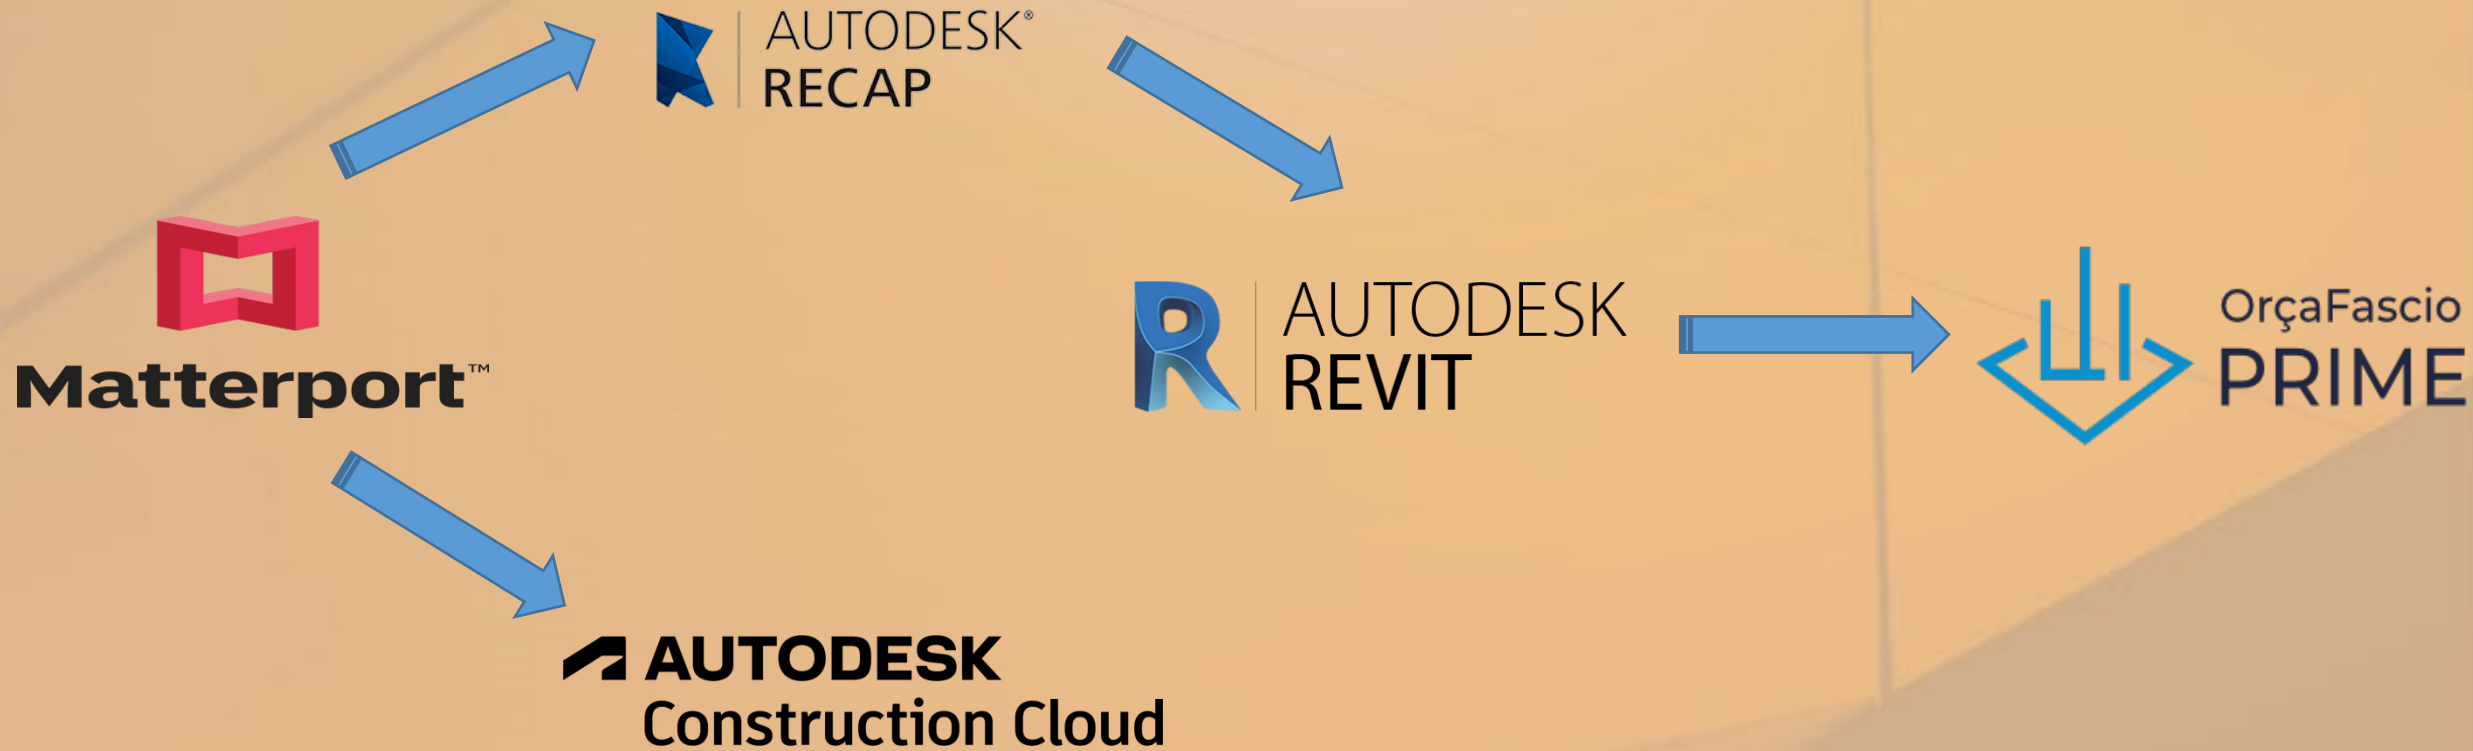 AUTODESK®
RECAP
Matterport™
AUTODESK
REVIT
OrçaFascio
PRIME
AUTODESK
Construction Cloud